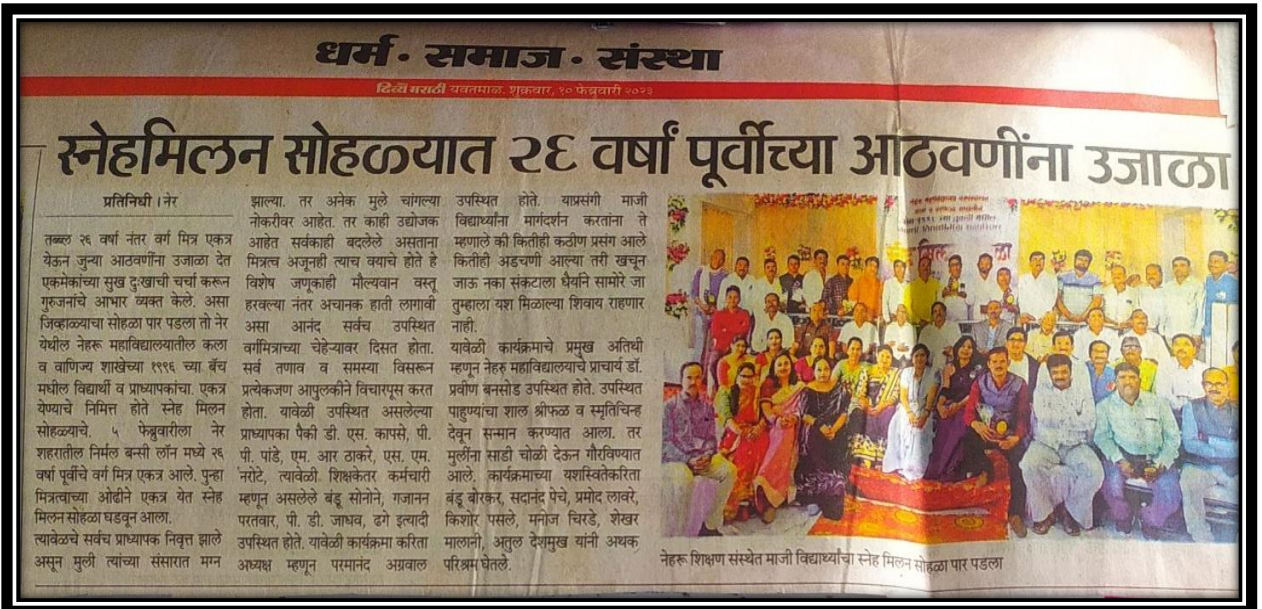 धर्म • समाज • संस्था
दिव्य मराठी यवतमाळ, शुक्रवार, १० फेब्रुवारी २०२३
स्नेहमिलन सोहळ्यात २६ वर्षां पूर्वीच्या आठवणींना उजाळा
प्रतिनिधी । नेर
तब्बल २६ वर्षा नंतर वर्ग मित्र एकत्र
येऊन जुन्या आठवणींना उजाळा देत
एकमेकांच्या सुख दुःखाची चर्चा करून
गुरुजनांचे आभार व्यक्त केले. असा
जिव्हाळ्याचा सोहळा पार पडला तो नेर
येथील नेहरू महाविद्यालयातील कला
व वाणिज्य शाखेच्या १९९६ च्या बॅच
मधील विद्यार्थी व प्राध्यापकांचा. एकत्र
येण्याचे निमित्त होते स्नेह मिलन
सोहळ्याचे. ५ फेब्रुवारीला नेर
शहरातील निर्मल बन्सी लॉन मध्ये २६
वर्षा पूर्वीचे वर्ग मित्र एकत्र आले. पुन्हा
मित्रत्वाच्या ओढीने एकत्र येत स्नेह
मिलन सोहळा घडवून आला.
त्यावेळचे सर्वच प्राध्यापक निवृत्त झाले
असून मुली त्यांच्या संसारात मग्न
झाल्या. तर अनेक मुले चांगल्या
नोकरीवर आहेत. तर काही उद्योजक
आहेत सर्वकाही बदलेले असताना
मित्रत्व अजूनही त्याच वयाचे होते हे
विशेष जणूकाही मौल्यवान वस्तू
हरवल्या नंतर अचानक हाती लागावी
असा आनंद सर्वच उपस्थित
वर्गमित्राच्या चेहेऱ्यावर दिसत होता.
सर्व तणाव व समस्या विसरून
प्रत्येकजण आपुलकीने विचारपूस करत
होता. यावेळी उपस्थित असलेल्या
प्राध्यापका पैकी डी. एस. कापसे, पी.
पी. पांडे, एम. आर ठाकरे, एस. एम.
नरोटे, त्यावेळी शिक्षकेतर कर्मचारी
म्हणून असलेले बंडू सोनोने, गजानन
परतवार, पी. डी. जाधव, ढगे इत्यादी
उपस्थित होते. यावेळी कार्यक्रमा करिता
अध्यक्ष म्हणून परमानंद अग्रवाल
उपस्थित होते. याप्रसंगी माजी
विद्यार्थ्यांना मार्गदर्शन करतांना ते
म्हणाले की कितीही कठीण प्रसंग आले
कितीही अडचणी आल्या तरी खचून
जाऊ नका संकटाला धैर्याने सामोरे जा
तुम्हाला यश मिळाल्या शिवाय राहणार
नाही.
यावेळी कार्यक्रमाचे प्रमुख अतिथी
म्हणून नेहरु महाविद्यालयाचे प्राचार्य डॉ.
प्रवीण बनसोड उपस्थित होते. उपस्थित
पाहुण्यांचा शाल श्रीफळ व स्मृतिचिन्ह
देवून सन्मान करण्यात आला. तर
मुलींना साडी चोळी देऊन गौरविण्यात
आले. कार्यक्रमाच्या यशस्वितेकरिता
बंडू बोरकर, सदानंद पेचे, प्रमोद लावरे,
किशोर पसले, मनोज चिरडे, शेखर
मालानी, अतुल देशमुख यांनी अथक
परिश्रम घेतले.
नेहरू शिक्षण संस्थेत माजी विद्यार्थ्यांचा स्नेह मिलन सोहळा पार पडला